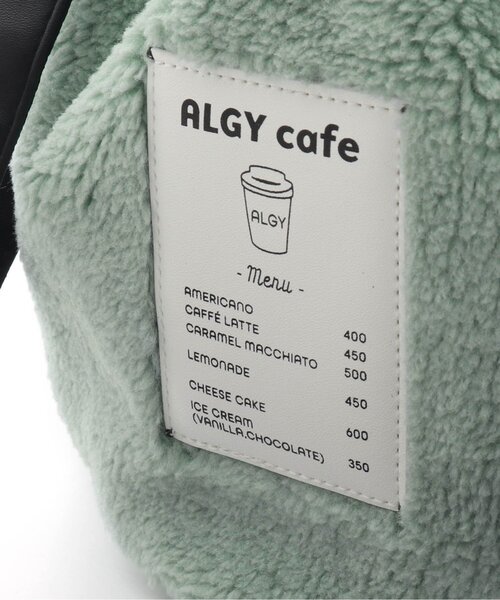 ALGY cafe
ALGY
- Menu -
AMERICANO 400
CAFFÉ LATTE 450
CARAMEL MACCHIATO 500
LEMONADE 450
CHEESE CAKE 600
ICE CREAM
(VANILLA.CHOCOLATE) 350